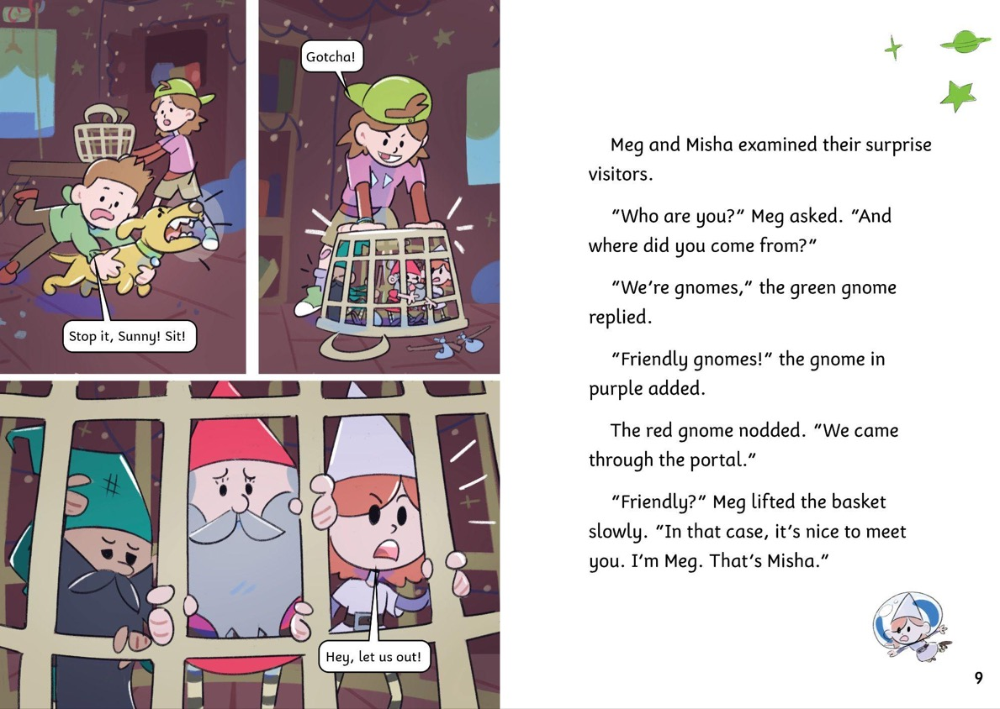 Gotcha!
Stop it, Sunny! Sit!
Hey, let us out!
Meg and Misha examined their surprise
visitors.
“Who are you?” Meg asked. “And
where did you come from?”
“We’re gnomes,” the green gnome
replied.
“Friendly gnomes!” the gnome in
purple added.
The red gnome nodded. “We came
through the portal.”
“Friendly?” Meg lifted the basket
slowly. “In that case, it’s nice to meet
you. I’m Meg. That’s Misha.”
9